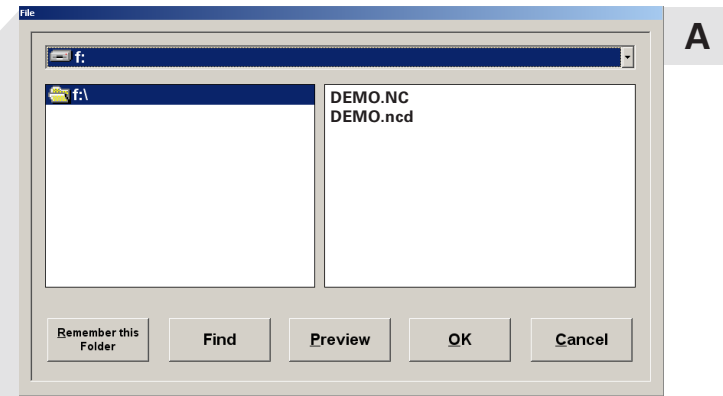 File
A
f:
f:\
DEMO.NC
DEMO.ncd
Remember this
Folder
Find
Preview
OK
Cancel